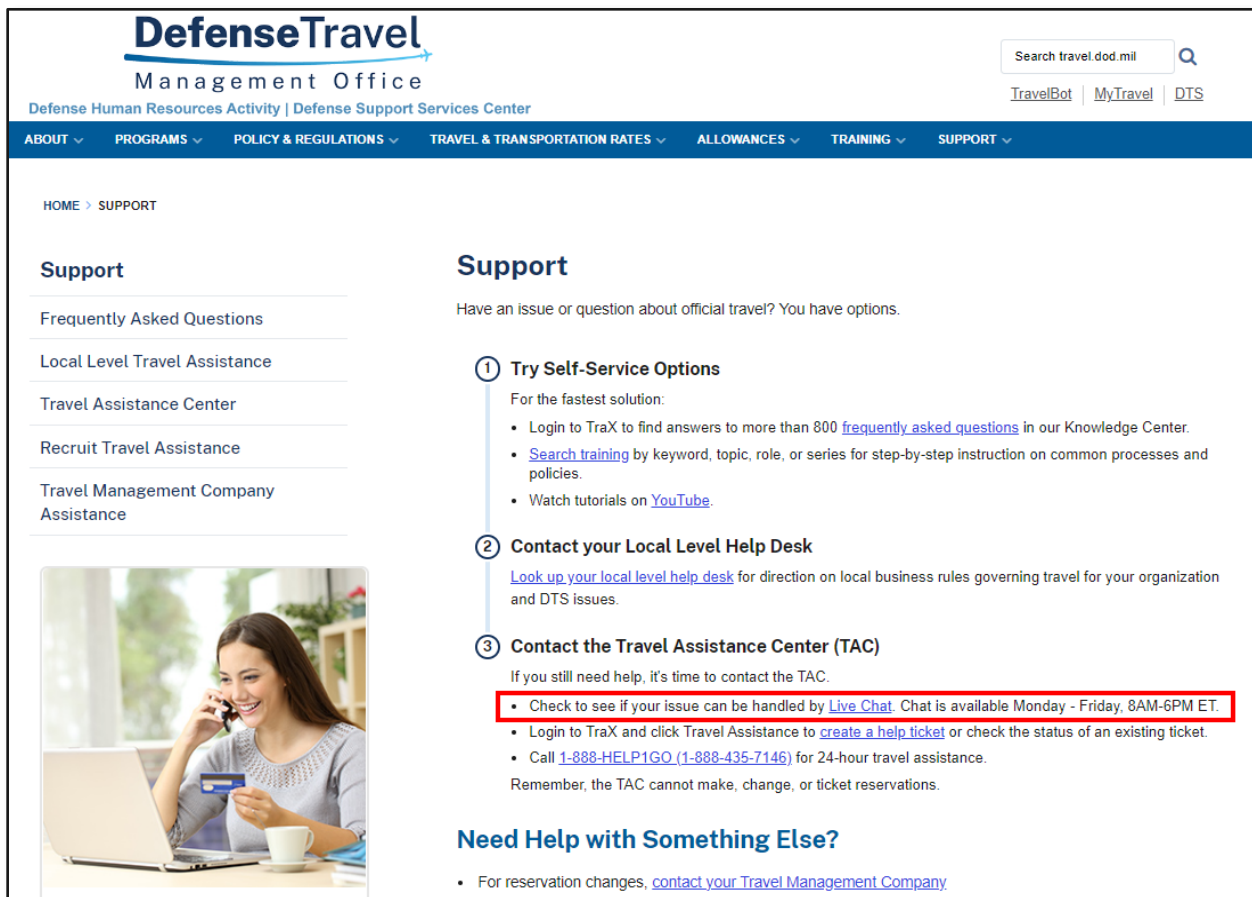 DefenseTravel
Management Office
Defense Human Resources Activity | Defense Support Services Center
Search travel.dod.mil
TravelBot | MyTravel | DTS
ABOUT PROGRAMS POLICY & REGULATIONS TRAVEL & TRANSPORTATION RATES ALLOWANCES TRAINING SUPPORT
HOME > SUPPORT
Support
Frequently Asked Questions
Local Level Travel Assistance
Travel Assistance Center
Recruit Travel Assistance
Travel Management Company
Assistance
Support
Have an issue or question about official travel? You have options.
1 Try Self-Service Options
For the fastest solution:
• Login to TraX to find answers to more than 800 frequently asked questions in our Knowledge Center.
• Search training by keyword, topic, role, or series for step-by-step instruction on common processes and
policies.
• Watch tutorials on YouTube.
2 Contact your Local Level Help Desk
Look up your local level help desk for direction on local business rules governing travel for your organization
and DTS issues.
3 Contact the Travel Assistance Center (TAC)
If you still need help, it's time to contact the TAC.
• Check to see if your issue can be handled by Live Chat. Chat is available Monday - Friday, 8AM-6PM ET.
• Login to TraX and click Travel Assistance to create a help ticket or check the status of an existing ticket.
• Call 1-888-HELP1GO (1-888-435-7146) for 24-hour travel assistance.
Remember, the TAC cannot make, change, or ticket reservations.
Need Help with Something Else?
• For reservation changes, contact your Travel Management Company